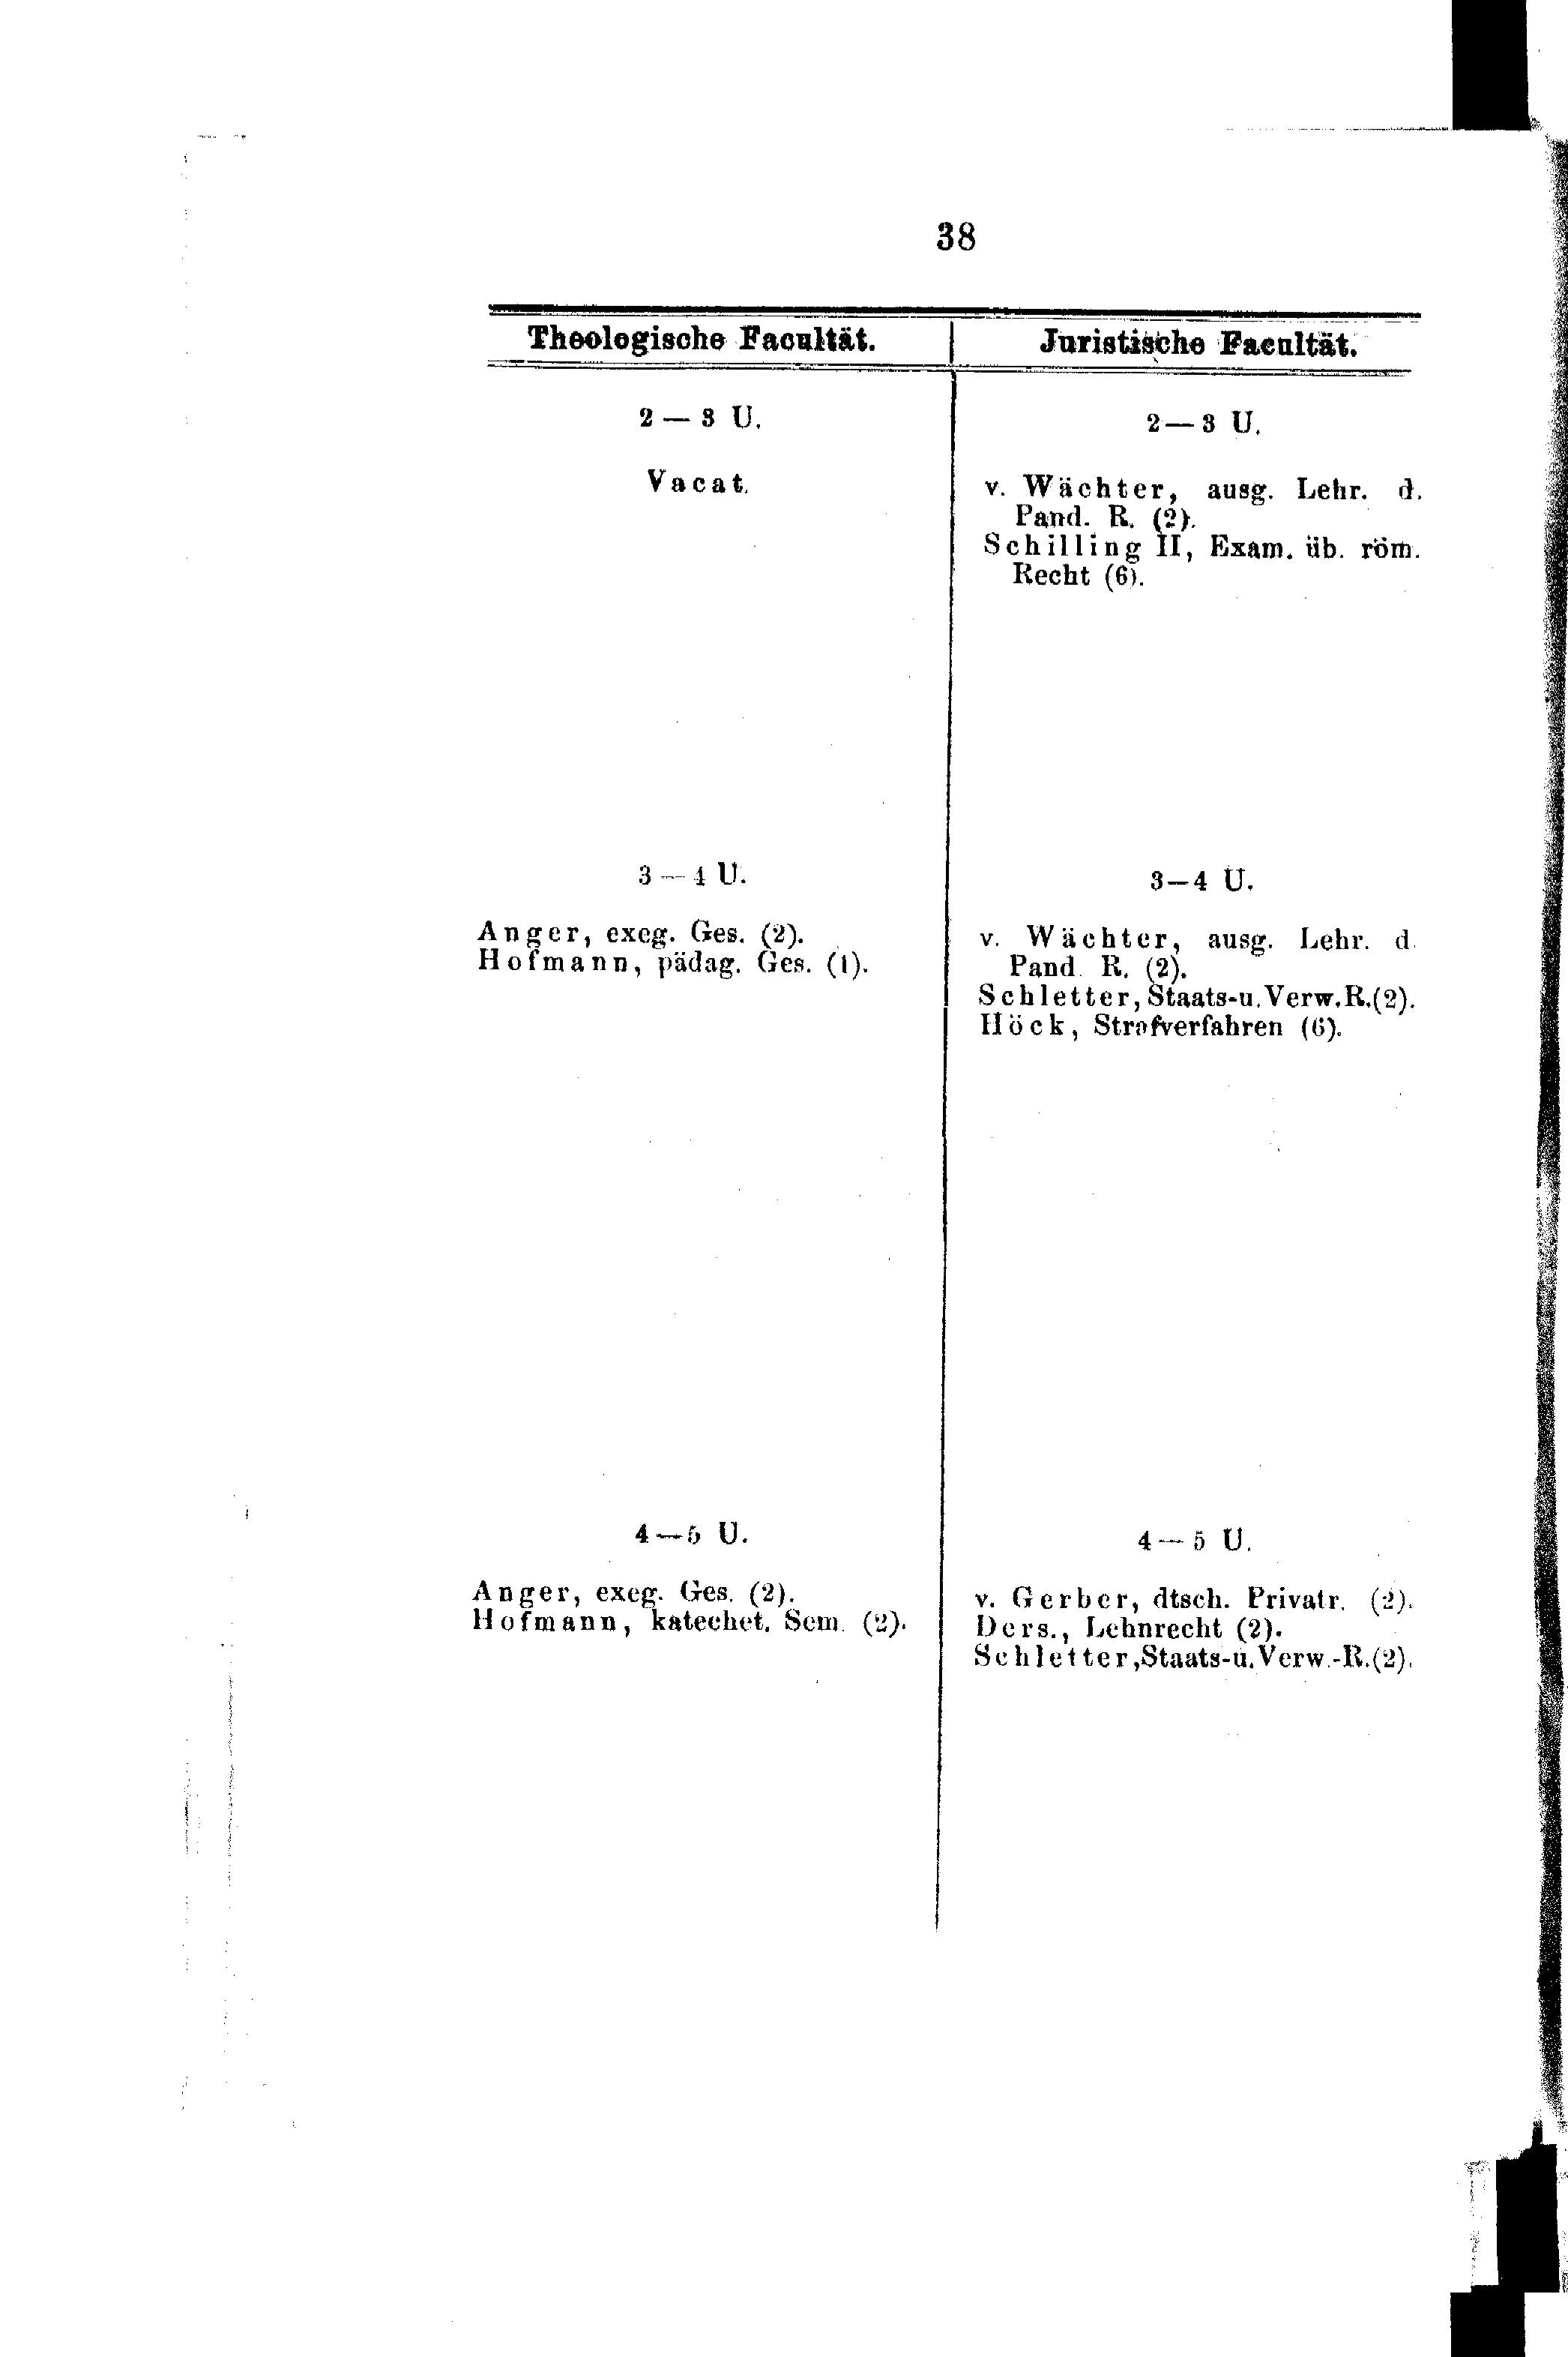 38
Theologische Facultät.
2 — 3 U.
Vacat.
3 — 4 U.
Anger, exeg. Ges. (2).
Hofmann, pädag. Ges. (1).
4 — 5 U.
Anger, exeg. Ges. (2).
Hofmann, katechet. Sem. (2).
Juristische Facultät.
2 — 3 U.
v. Wächter, ausg. Lehr. d.
Pand. R. (2).
Schilling II, Exam. üb. röm.
Recht (6).
3—4 U.
v. Wächter, ausg. Lehr. d.
Pand. R. (2).
Schletter, Staats-u. Verw. R. (2).
Höck, Strafverfahren (6).
4 — 5 U.
v. Gerber, dtsch. Privatr. (2).
Ders., Lehnrecht (2).
Schletter, Staats-u. Verw.-R. (2).